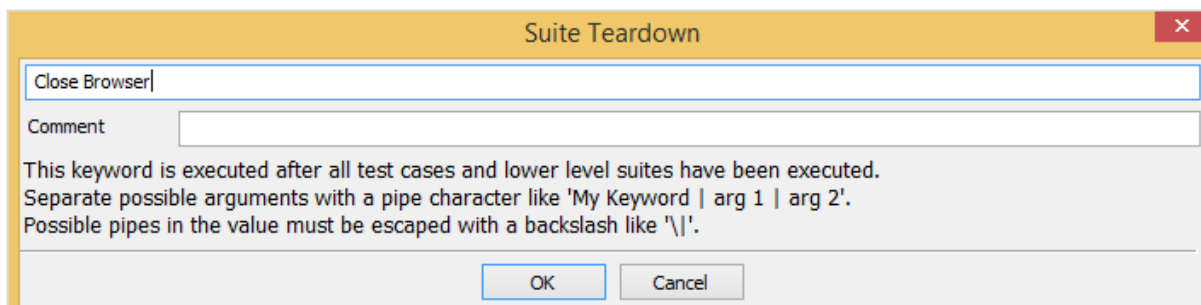 Suite Teardown
Close Browser
Comment
This keyword is executed after all test cases and lower level suites have been executed.
Separate possible arguments with a pipe character like 'My Keyword | arg 1 | arg 2'.
Possible pipes in the value must be escaped with a backslash like '\|'.
OK Cancel